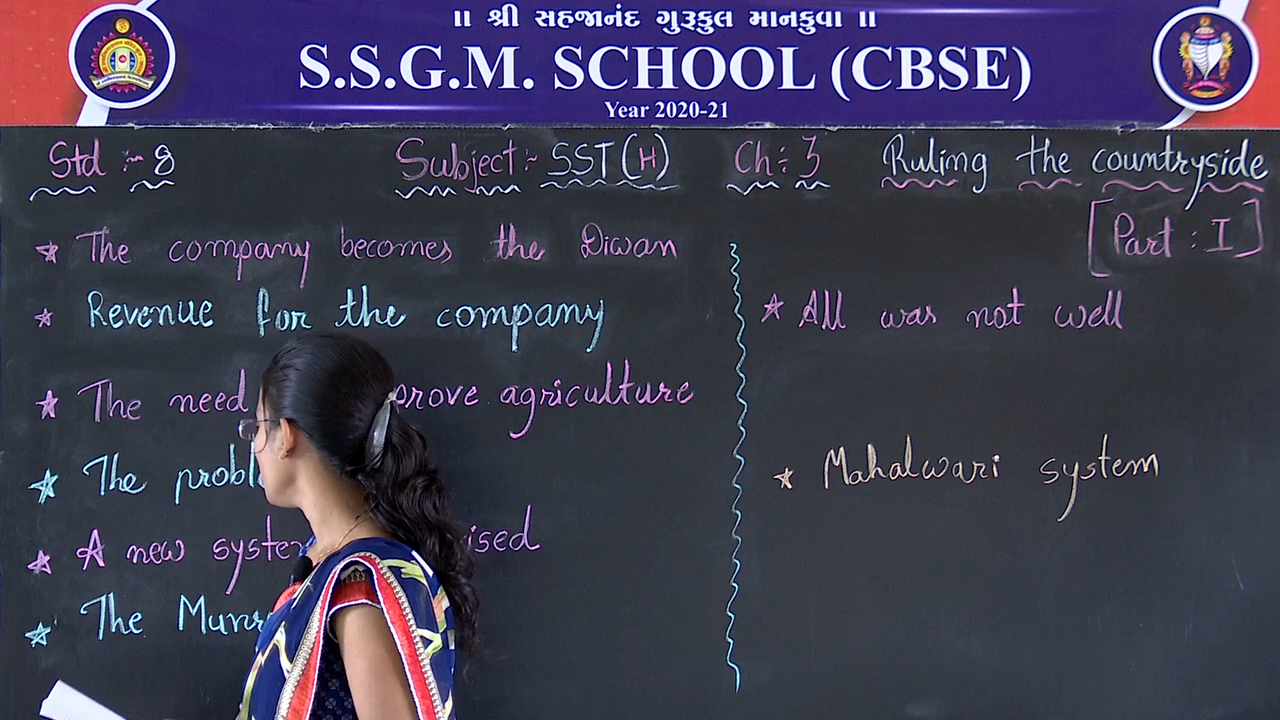 ॥ શ્રી સહજાનંદ ગુરૂકુલ માનકુવા ॥
S.S.G.M. SCHOOL (CBSE)
Year 2020-21
Std :- 8 Subject :- SST (H) Ch : 3 Ruling the countryside
[Part : I]
The company becomes the Diwan
Revenue for the company
The need prove agriculture
The probl
A new syste ised
The Munr
All was not well
Mahalwari system